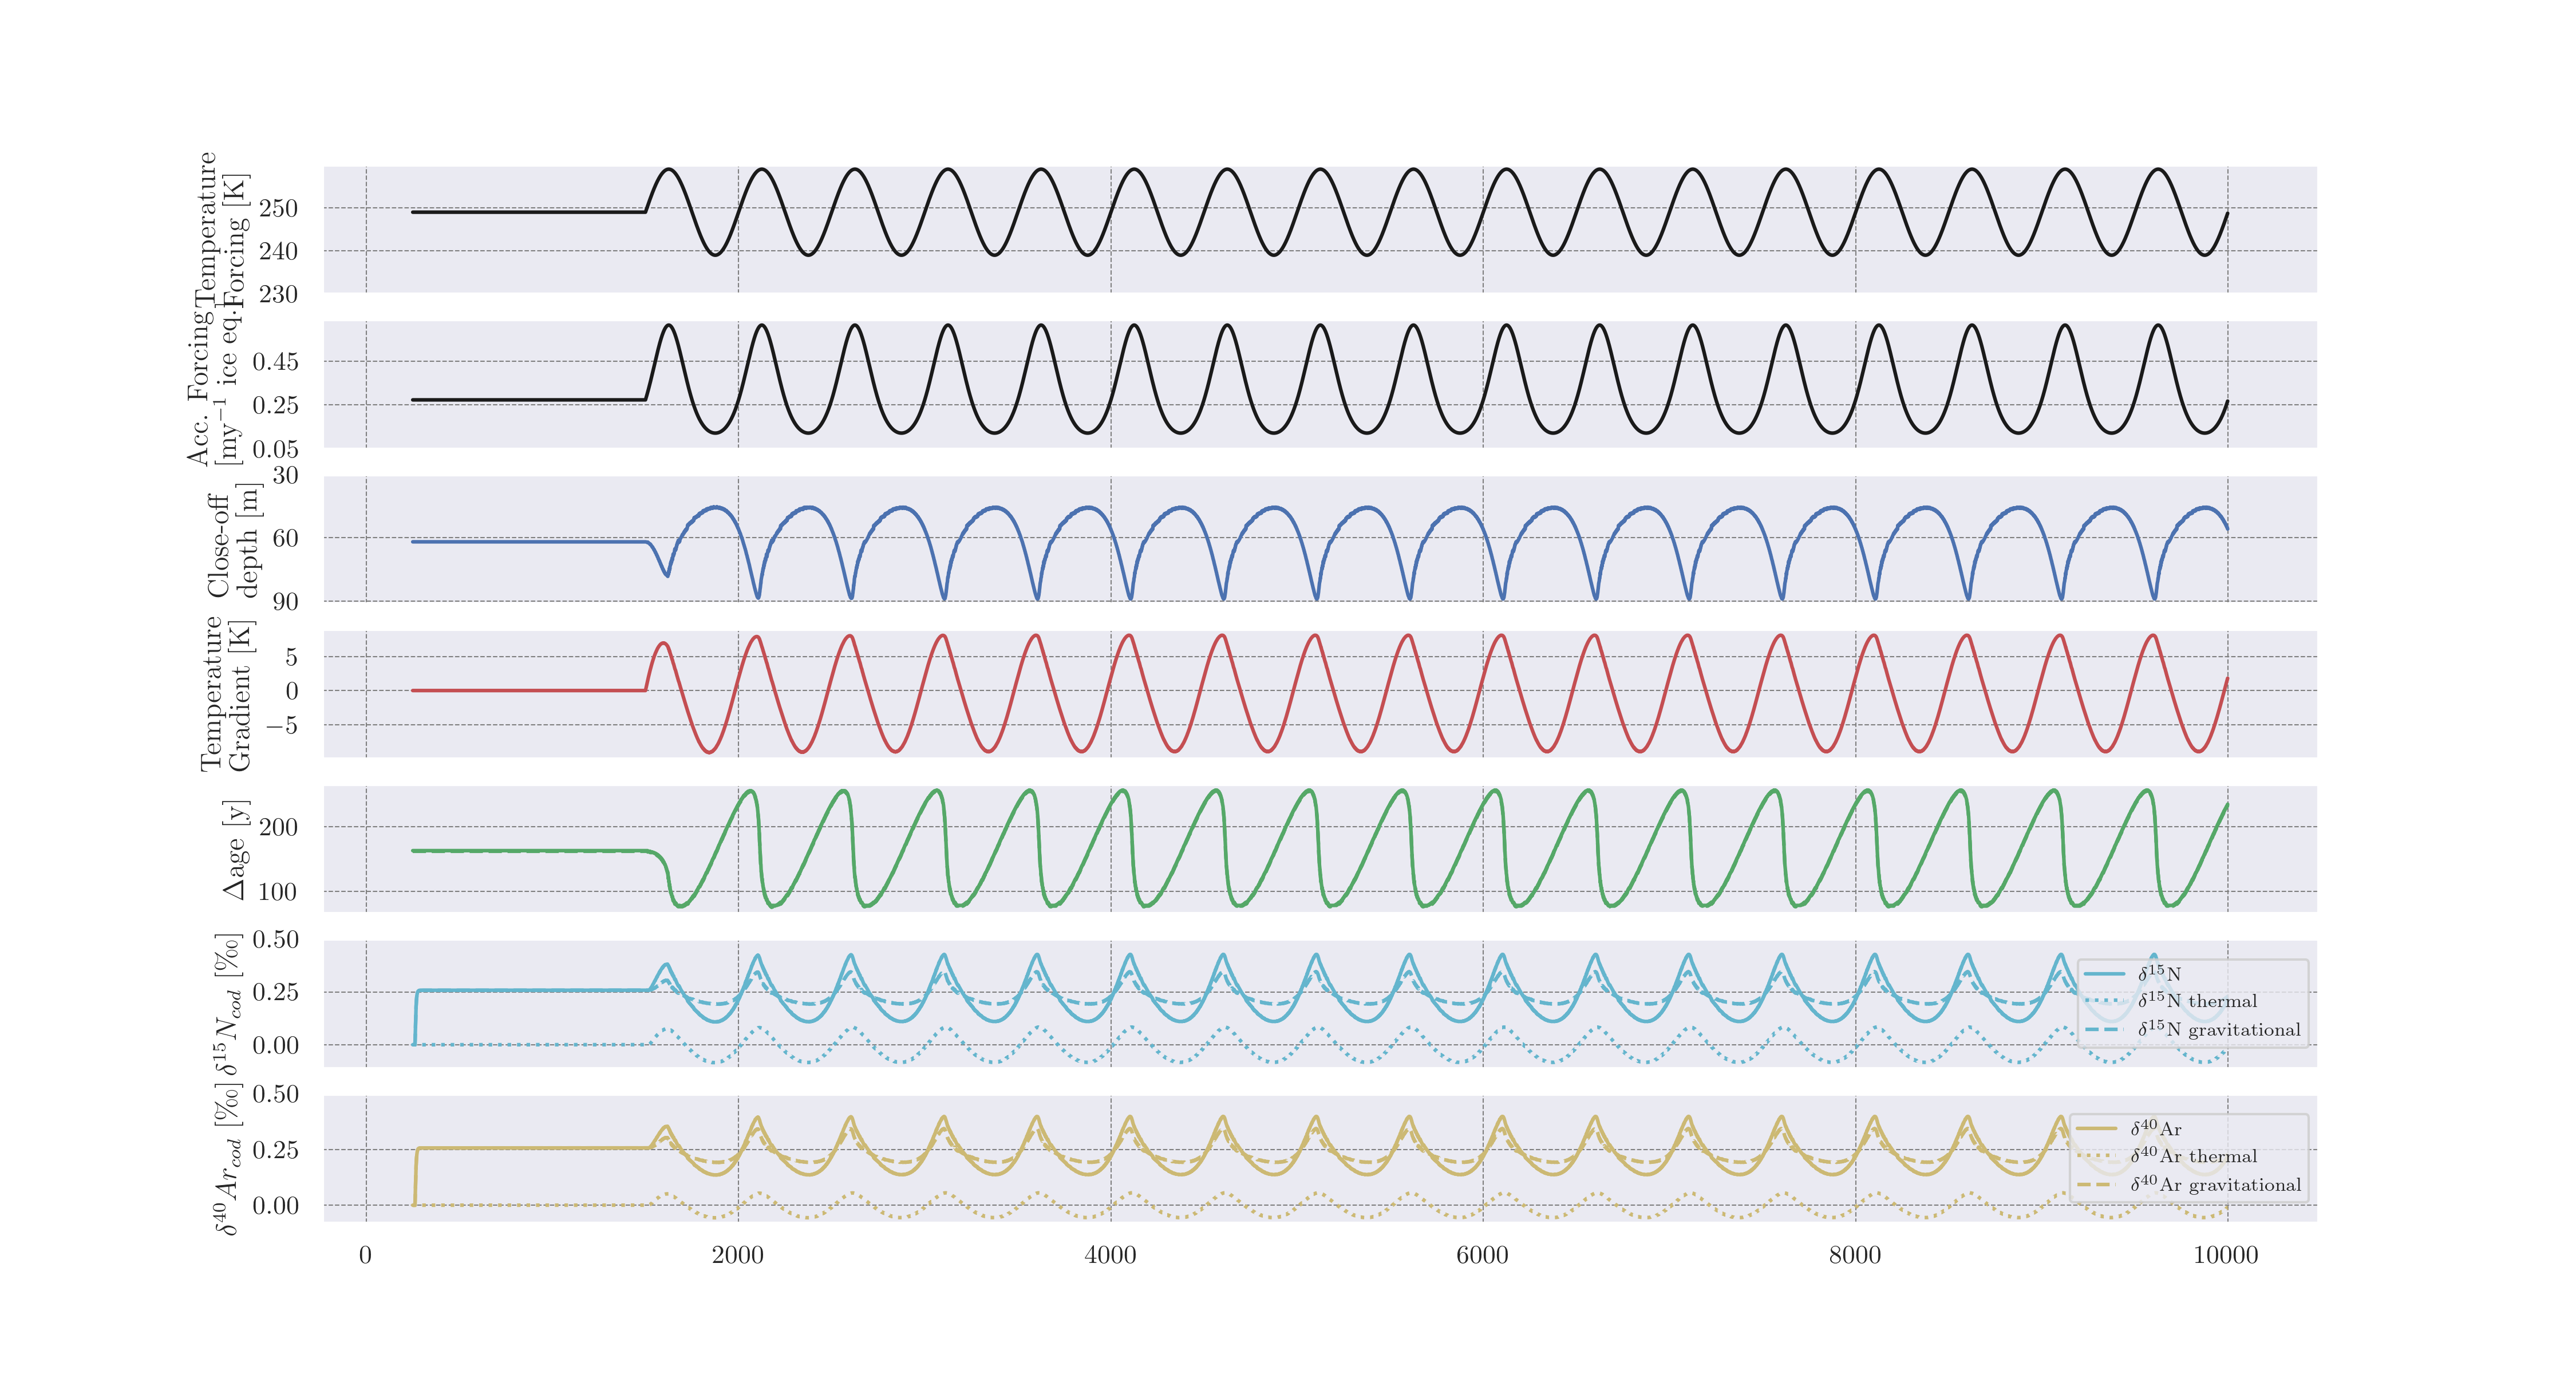 Temperature
Forcing [K]
250
240
230
Acc. Forcing
[my⁻¹ ice eq.]
0.45
0.25
0.05
Close-off
depth [m]
30
60
90
Temperature
Gradient [K]
5
0
−5
Δage [y]
200
100
δ¹⁵N_cod [‰]
0.50
0.25
0.00
δ¹⁵N
δ¹⁵N thermal
δ¹⁵N gravitational
δ⁴⁰Ar_cod [‰]
0.50
0.25
0.00
δ⁴⁰Ar
δ⁴⁰Ar thermal
δ⁴⁰Ar gravitational
0 2000 4000 6000 8000 10000